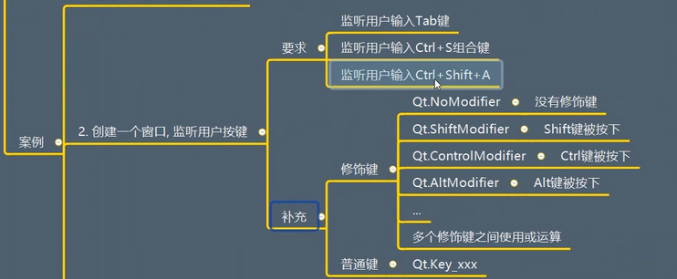 监听用户输入Tab键
要求
监听用户输入Ctrl+S组合键
监听用户输入Ctrl+Shift+A
Qt.NoModifier 没有修饰键
案例
2. 创建一个窗口, 监听用户按键
Qt.ShiftModifier Shift键被按下
Qt.ControlModifier Ctrl键被按下
修饰键
Qt.AltModifier Alt键被按下
补充
...
多个修饰键之间使用或运算
普通键
Qt.Key_xxx